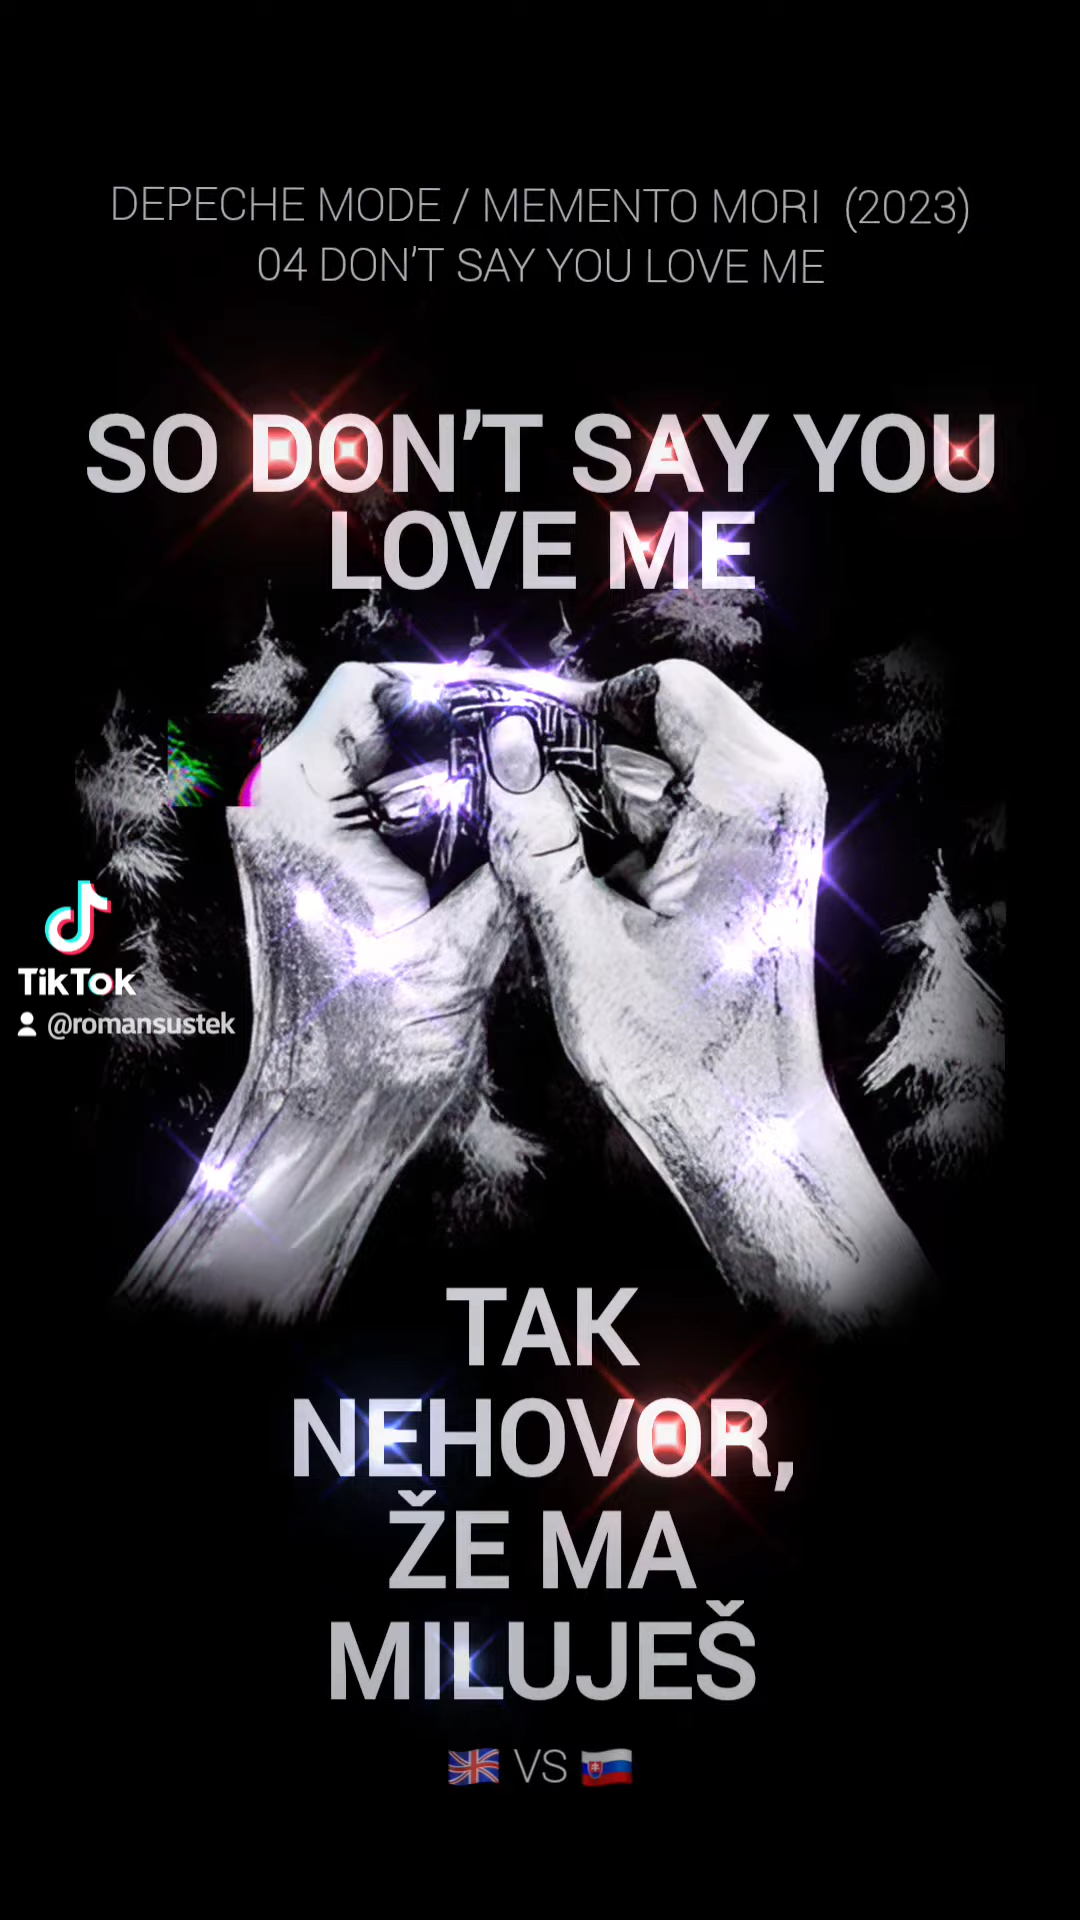 DEPECHE MODE / MEMENTO MORI (2023)
04 DON'T SAY YOU LOVE ME
SO DON'T SAY YOU
LOVE ME
TikTok
@romansustek
TAK
NEHOVOR,
ŽE MA
MILUJEŠ
VS